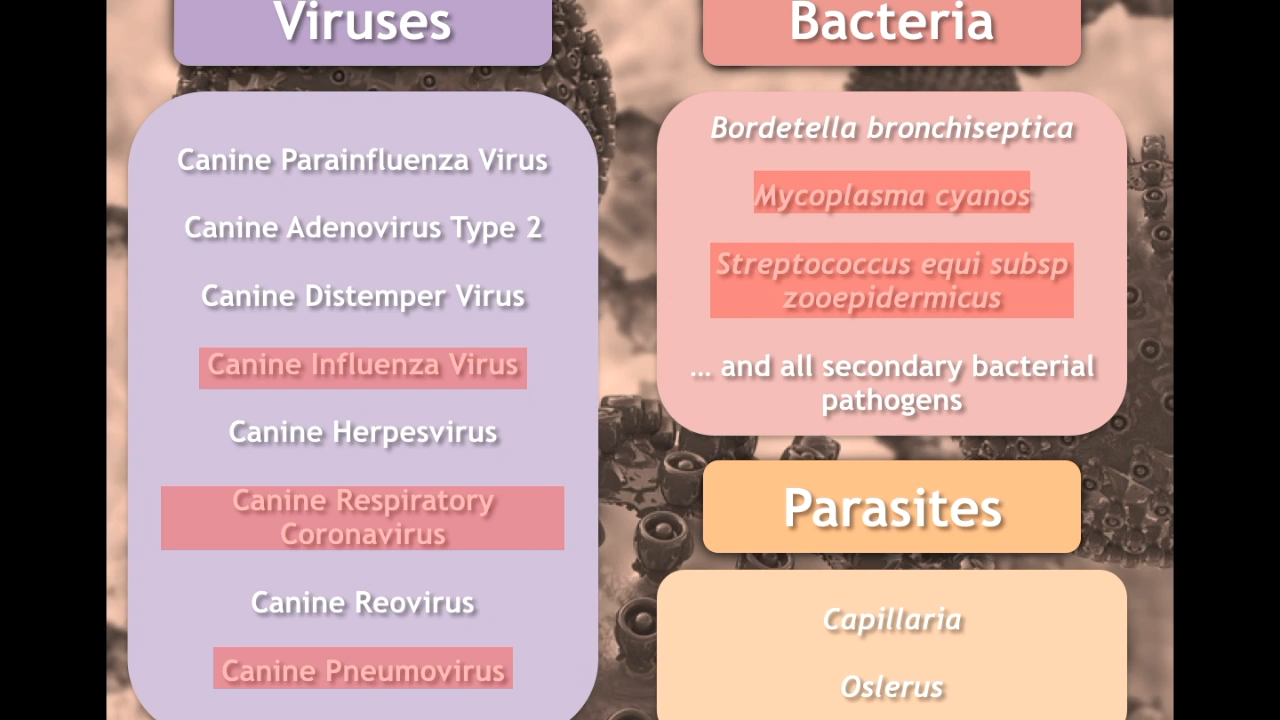 Viruses
Canine Parainfluenza Virus
Canine Adenovirus Type 2
Canine Distemper Virus
Canine Influenza Virus
Canine Herpesvirus
Canine Respiratory
Coronavirus
Canine Reovirus
Canine Pneumovirus
Bacteria
Bordetella bronchiseptica
Mycoplasma cyanos
Streptococcus equi subsp
zooepidermicus
... and all secondary bacterial
pathogens
Parasites
Capillaria
Oslerus